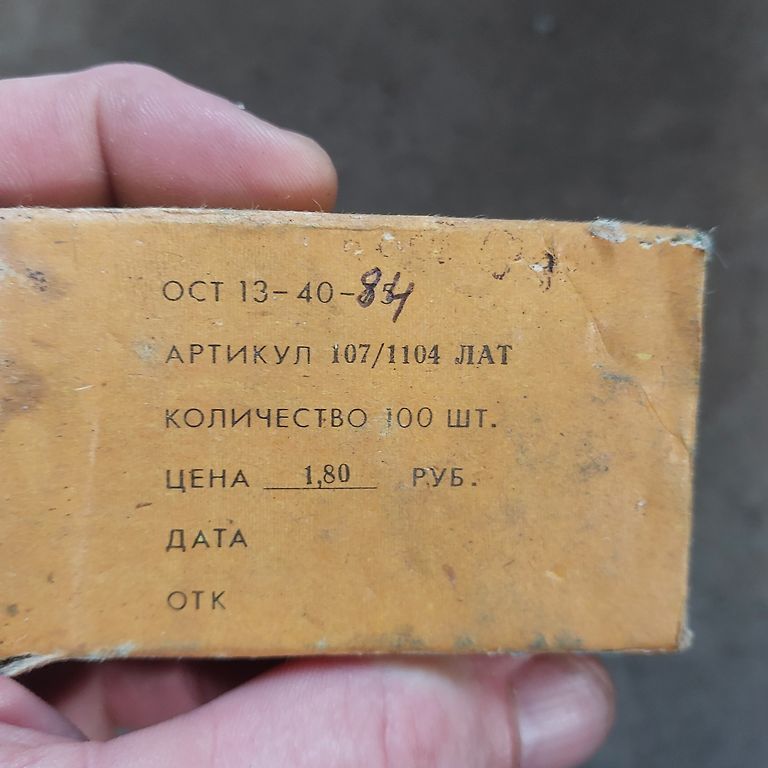 ОСТ 13-40-84
АРТИКУЛ 107/1104 ЛАТ
КОЛИЧЕСТВО 100 ШТ.
ЦЕНА 1,80 РУБ.
ДАТА
ОТК